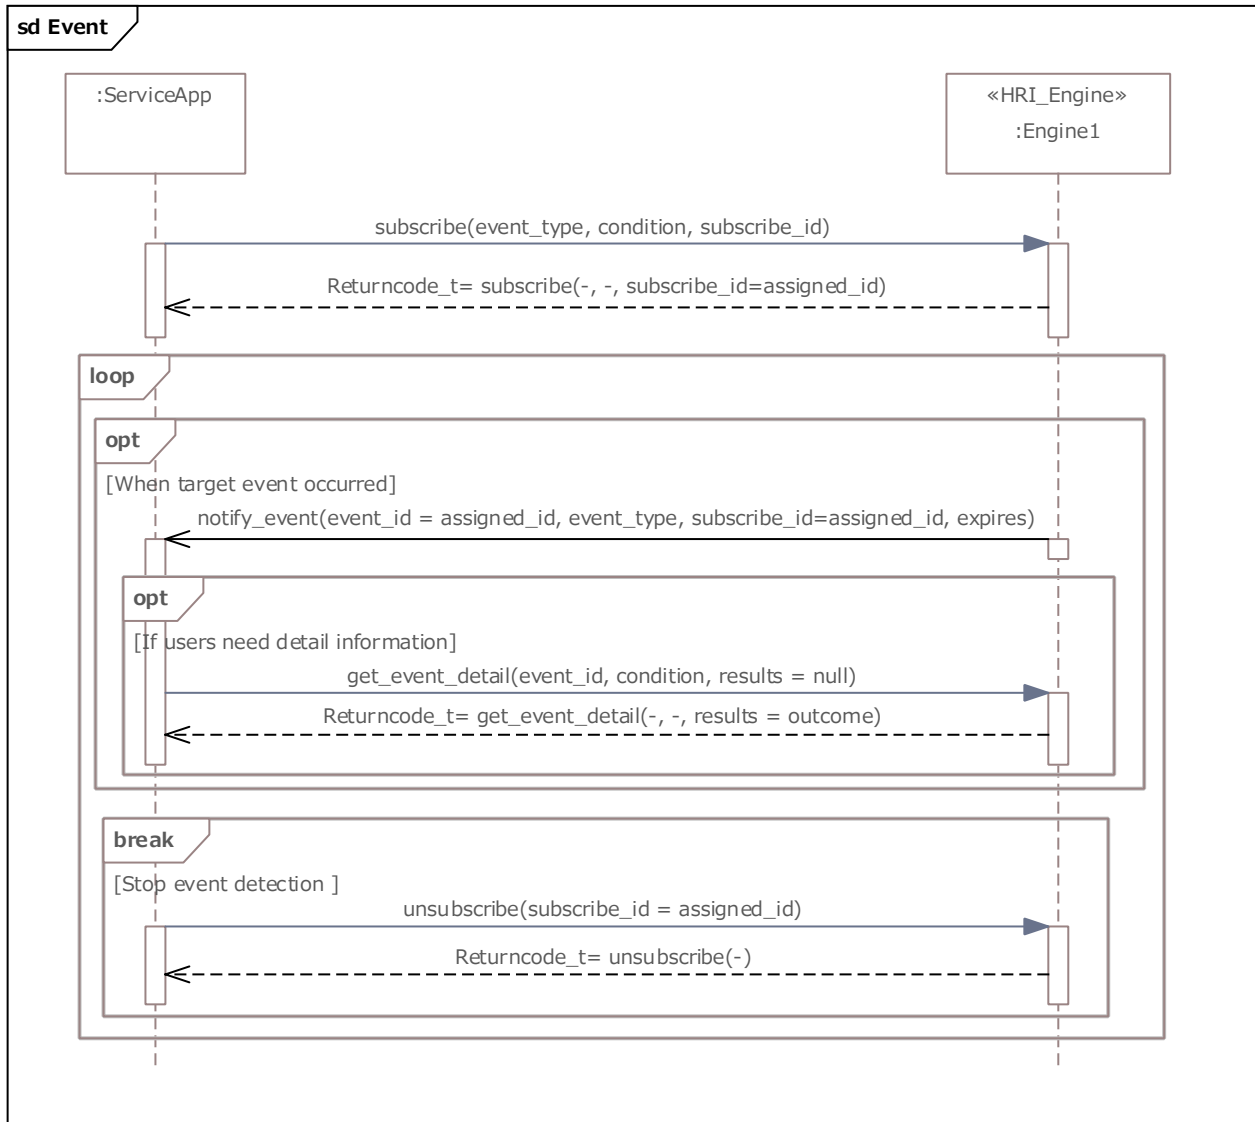 sd Event
:ServiceApp
«HRI_Engine»
:Engine1
subscribe(event_type, condition, subscribe_id)
Returncode_t= subscribe(-, -, subscribe_id=assigned_id)
loop
opt
[When target event occurred]
notify_event(event_id = assigned_id, event_type, subscribe_id=assigned_id, expires)
opt
[If users need detail information]
get_event_detail(event_id, condition, results = null)
Returncode_t= get_event_detail(-, -, results = outcome)
break
[Stop event detection ]
unsubscribe(subscribe_id = assigned_id)
Returncode_t= unsubscribe(-)